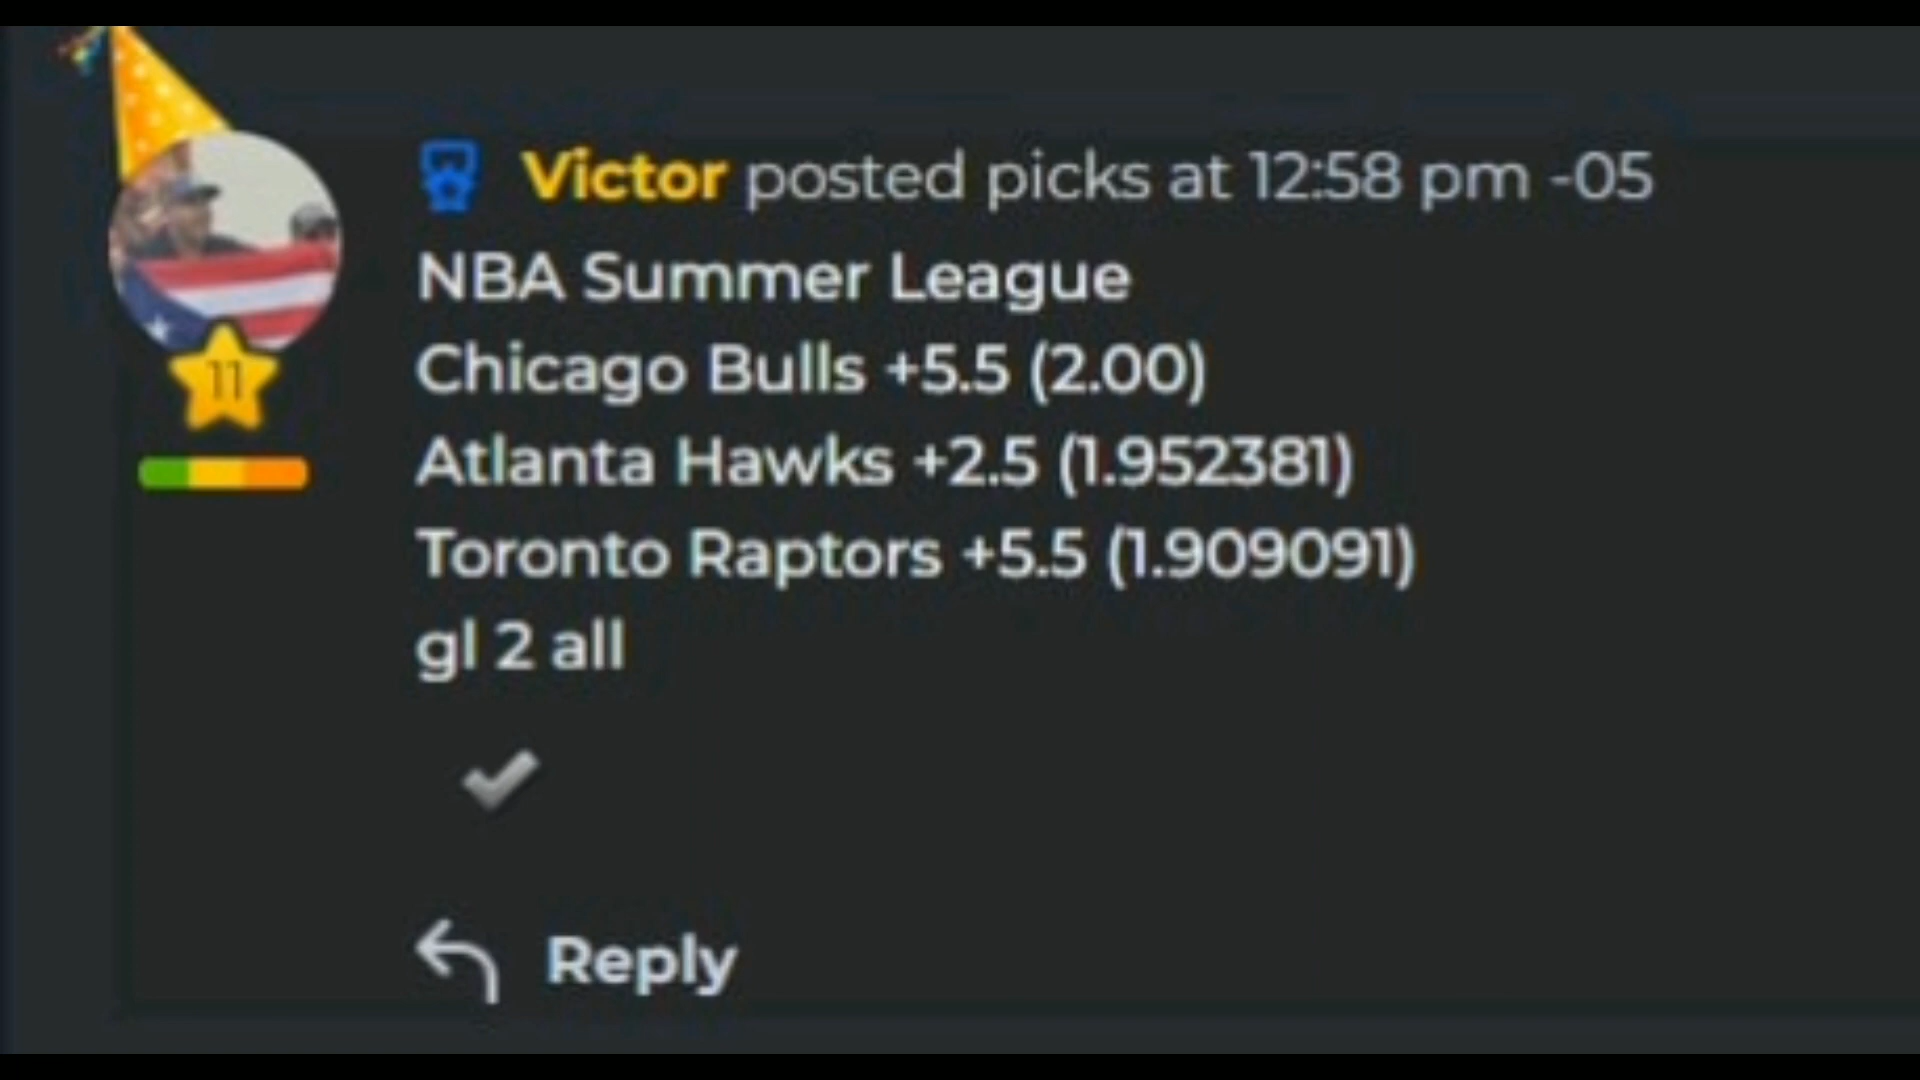 Victor posted picks at 12:58 pm -05
NBA Summer League
Chicago Bulls +5.5 (2.00)
Atlanta Hawks +2.5 (1.952381)
Toronto Raptors +5.5 (1.909091)
gl 2 all
11
Reply